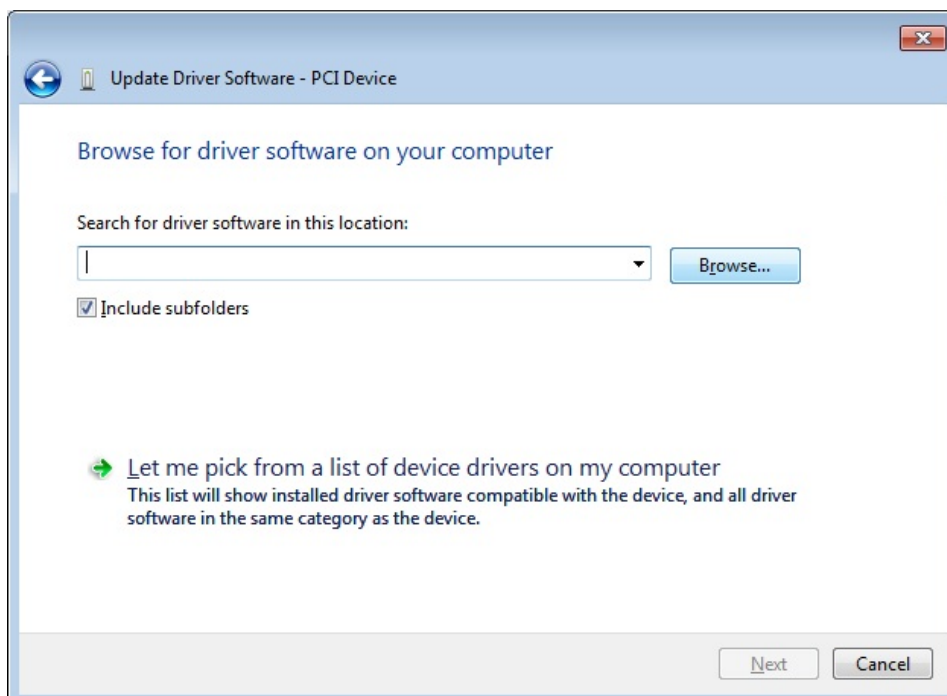 Update Driver Software - PCI Device
Browse for driver software on your computer
Search for driver software in this location:
Browse...
Include subfolders
Let me pick from a list of device drivers on my computer
This list will show installed driver software compatible with the device, and all driver
software in the same category as the device.
Next
Cancel